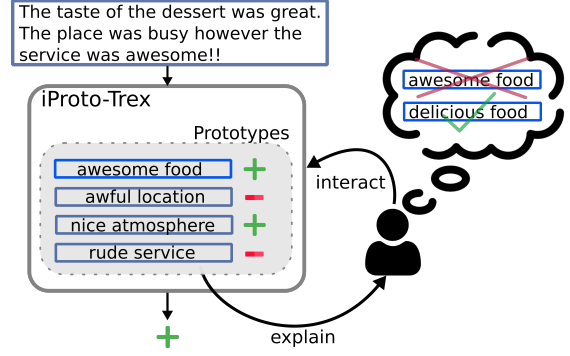 The taste of the dessert was great.
The place was busy however the
service was awesome!!
iProto-Trex
Prototypes
awesome food
awful location
nice atmosphere
rude service
interact
explain
awesome food
delicious food